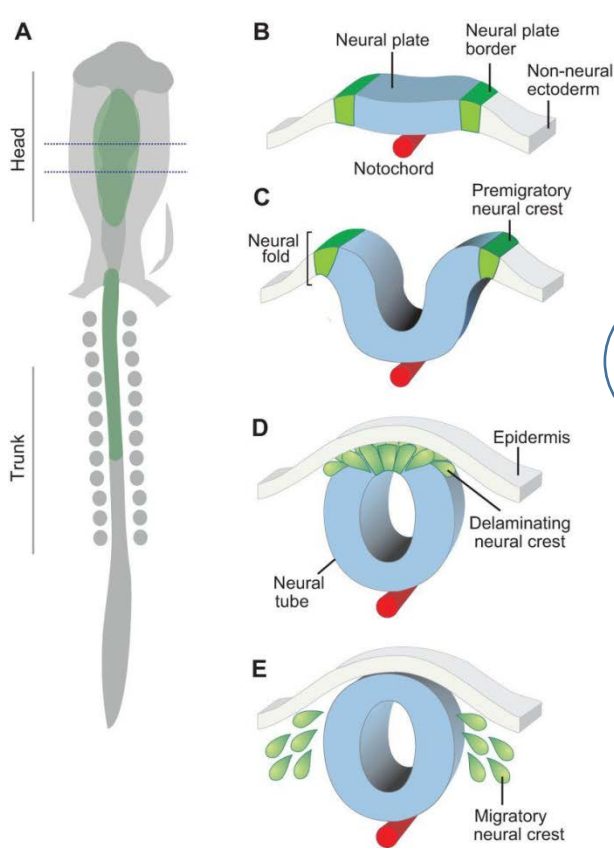 A
Head
Trunk
B
Neural plate
Neural plate
border
Non-neural
ectoderm
Notochord
C
Premigratory
neural crest
Neural
fold
D
Epidermis
Delaminating
neural crest
Neural
tube
E
Migratory
neural crest